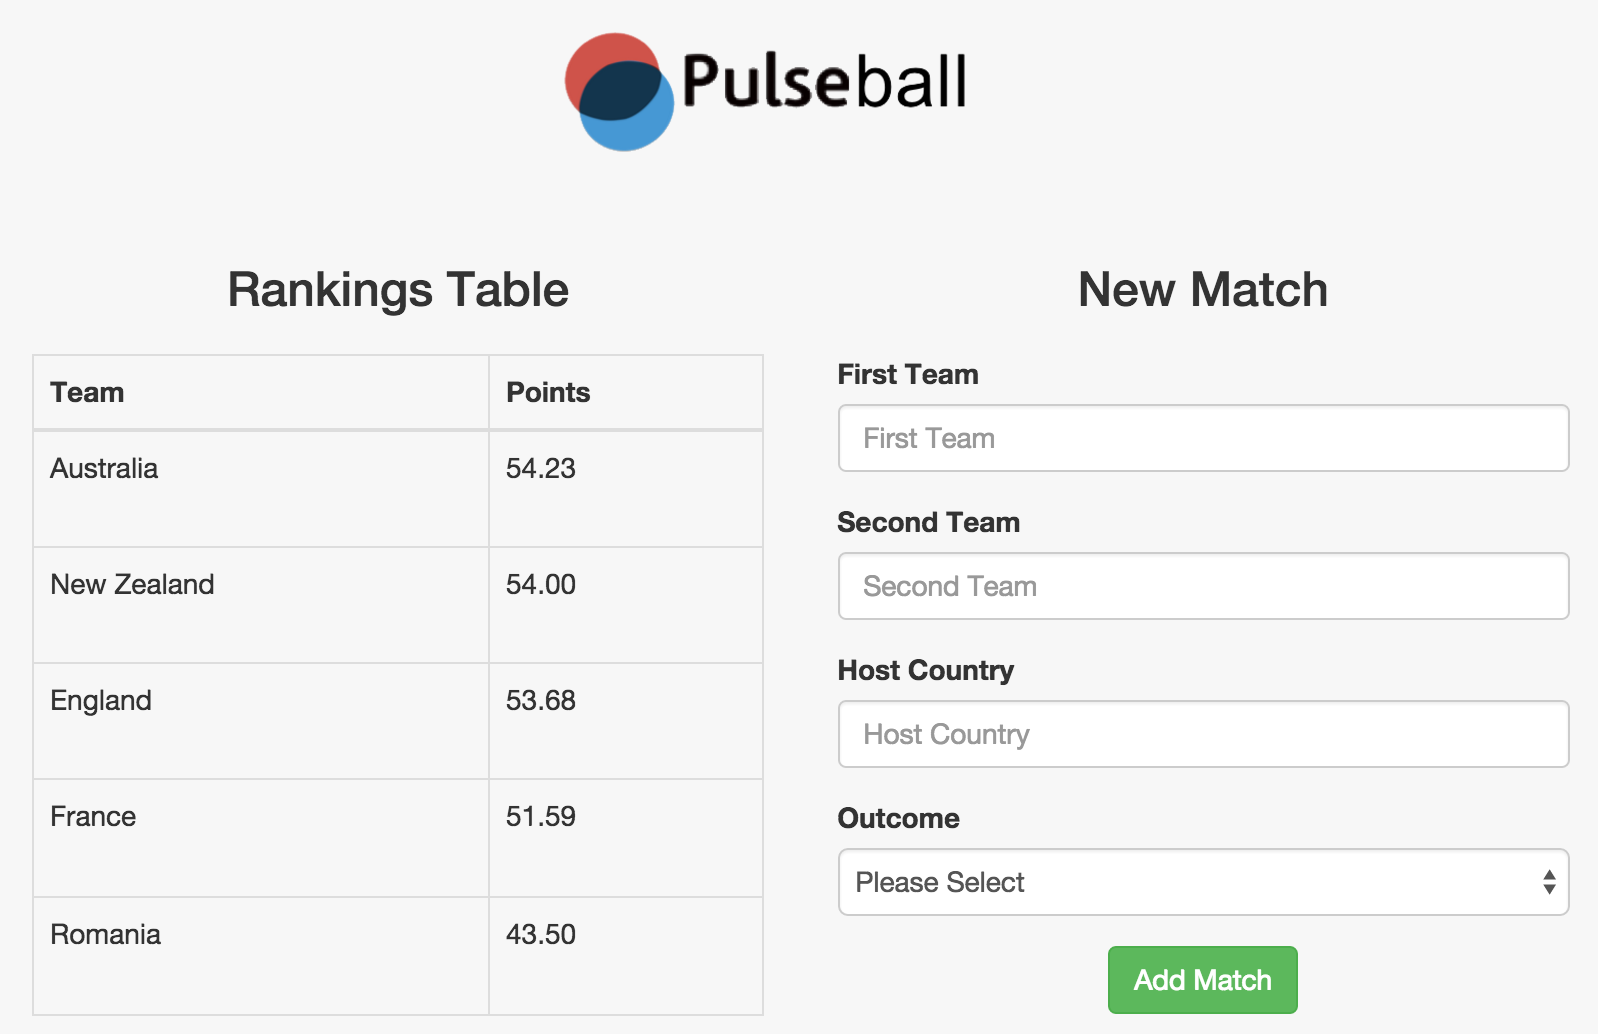 Pulseball
Rankings Table
Team Points
Australia 54.23
New Zealand 54.00
England 53.68
France 51.59
Romania 43.50
New Match
First Team
First Team
Second Team
Second Team
Host Country
Host Country
Outcome
Please Select
Add Match